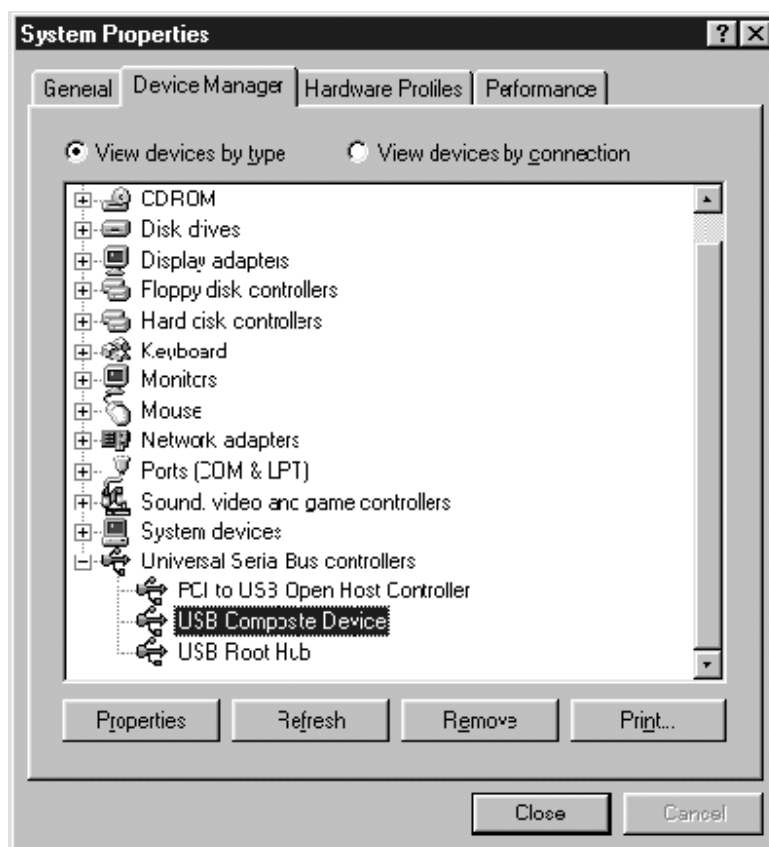 System Properties
? X
General Device Manager Hardware Profiles Performance
View devices by type View devices by connection
CDROM
Disk drives
Display adapters
Floppy disk controllers
Hard disk controllers
Keyboard
Monitors
Mouse
Network adapters
Ports (COM & LPT)
Sound, video and game controllers
System devices
Universal Seria Bus controllers
PCI to USB Open Host Controller
USB Composite Device
USB Root Hub
Properties Refresh Remove Print...
Close Cancel